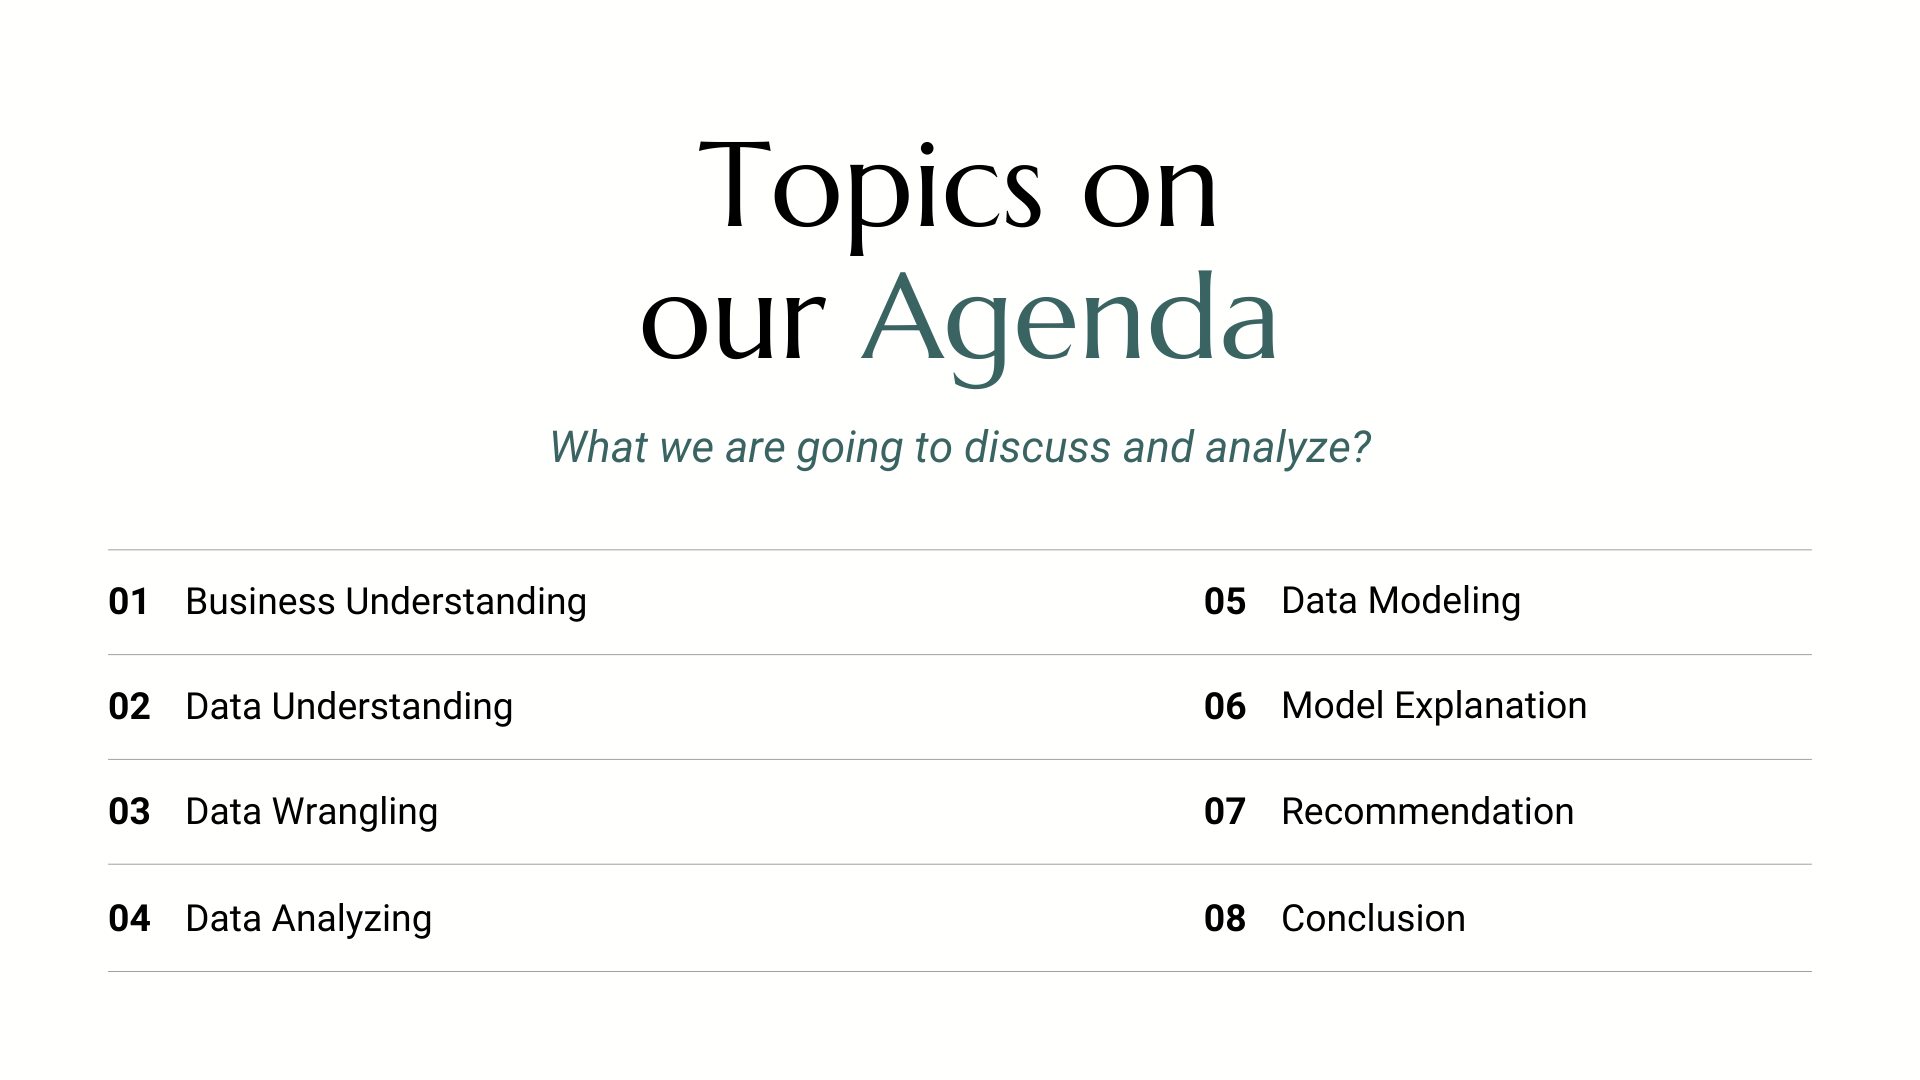 Topics on
our Agenda
What we are going to discuss and analyze?
01 Business Understanding
02 Data Understanding
03 Data Wrangling
04 Data Analyzing
05 Data Modeling
06 Model Explanation
07 Recommendation
08 Conclusion